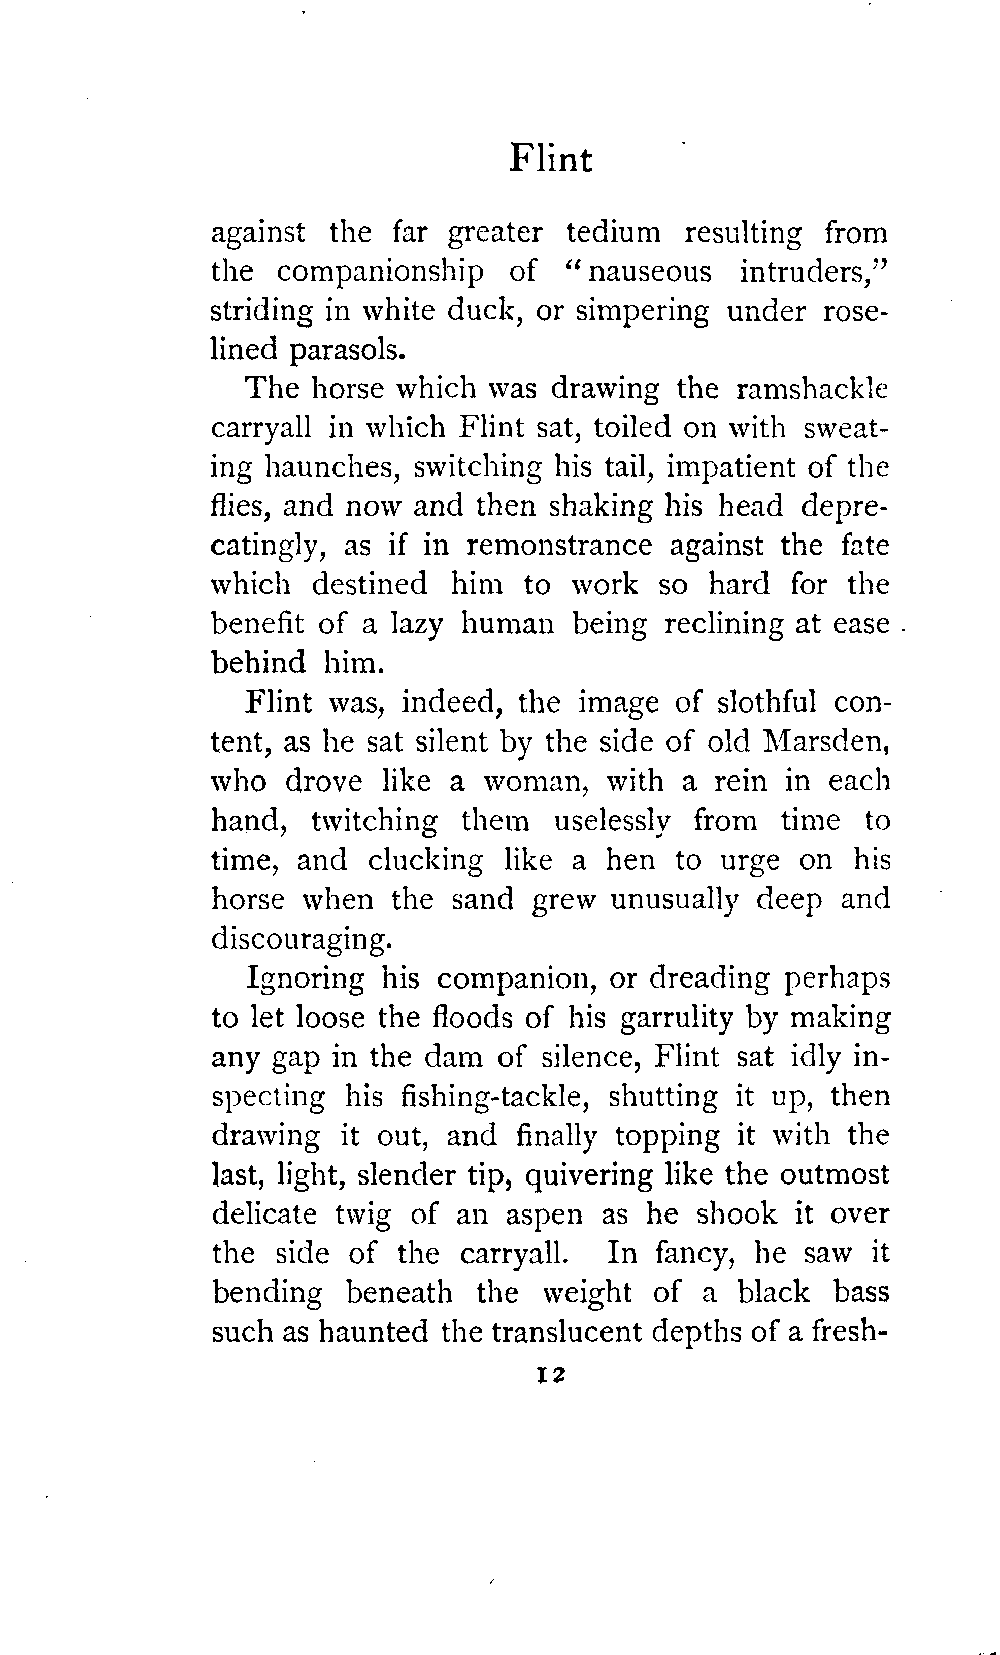 Flint
against the far greater tedium resulting from
the companionship of "nauseous intruders,"
striding in white duck, or simpering under rose-
lined parasols.
The horse which was drawing the ramshackle
carryall in which Flint sat, toiled on with sweat-
ing haunches, switching his tail, impatient of the
flies, and now and then shaking his head depre-
catingly, as if in remonstrance against the fate
which destined him to work so hard for the
benefit of a lazy human being reclining at ease
behind him.
Flint was, indeed, the image of slothful con-
tent, as he sat silent by the side of old Marsden,
who drove like a woman, with a rein in each
hand, twitching them uselessly from time to
time, and clucking like a hen to urge on his
horse when the sand grew unusually deep and
discouraging.
Ignoring his companion, or dreading perhaps
to let loose the floods of his garrulity by making
any gap in the dam of silence, Flint sat idly in-
specting his fishing-tackle, shutting it up, then
drawing it out, and finally topping it with the
last, light, slender tip, quivering like the outmost
delicate twig of an aspen as he shook it over
the side of the carryall. In fancy, he saw it
bending beneath the weight of a black bass
such as haunted the translucent depths of a fresh-
12